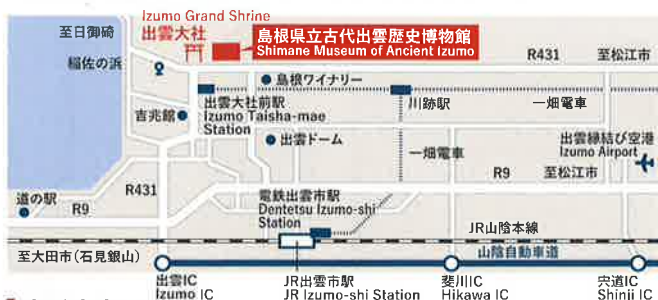 Izumo Grand Shrine
至日御碕
出雲大社
島根県立古代出雲歴史博物館
Shimane Museum of Ancient Izumo
稲佐の浜
R431
至松江市
島根ワイナリー
出雲大社前駅
Izumo Taisha-mae
Station
川跡駅
一畑電車
吉兆館
出雲ドーム
一畑電車
出雲縁結び空港
Izumo Airport
R9
至松江市
R431
道の駅
R9
電鉄出雲市駅
Dentetsu Izumo-shi
Station
JR山陰本線
至大田市(石見銀山)
山陰自動車道
出雲IC
Izumo IC
JR出雲市駅
JR Izumo-shi Station
斐川IC
Hikawa IC
宍道IC
Shinji IC